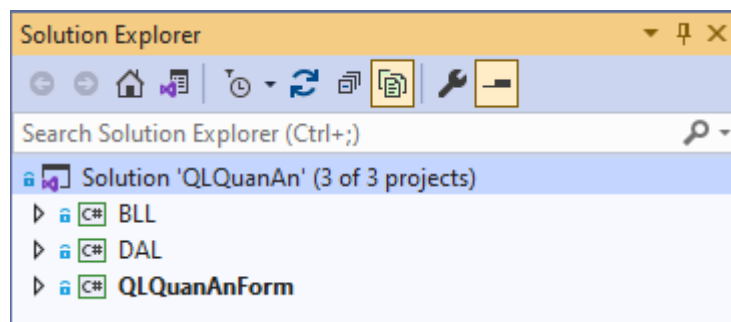 Solution Explorer
Search Solution Explorer (Ctrl+;)
Solution 'QLQuanAn' (3 of 3 projects)
C# BLL
C# DAL
C# QLQuanAnForm